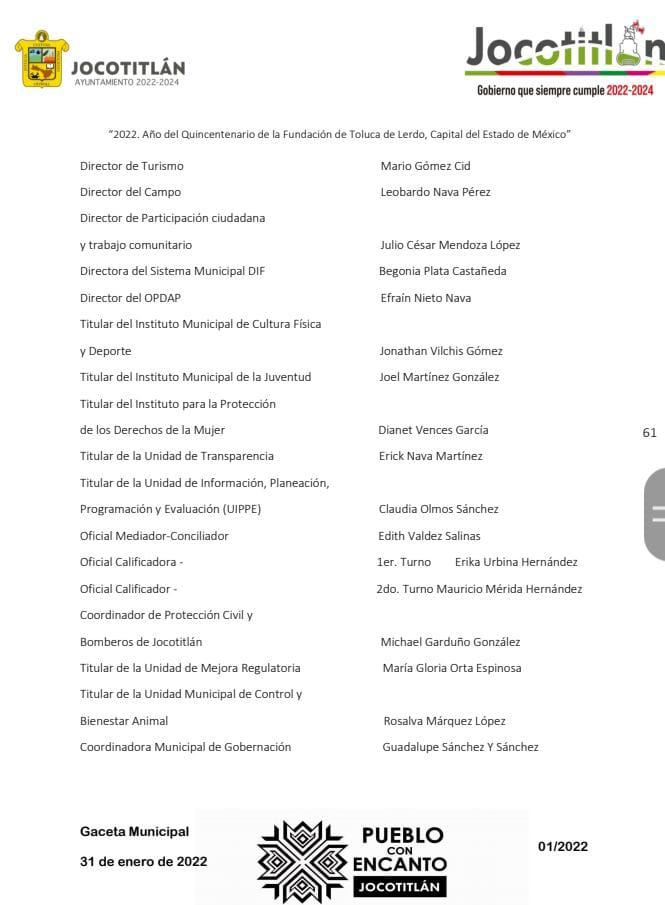 JOCOTITLÁN
AYUNTAMIENTO 2022-2024
Jocotitlán
Gobierno que siempre cumple 2022-2024
“2022. Año del Quincentenario de la Fundación de Toluca de Lerdo, Capital del Estado de México”
Director de Turismo Mario Gómez Cid
Director del Campo Leobardo Nava Pérez
Director de Participación ciudadana
y trabajo comunitario Julio César Mendoza López
Directora del Sistema Municipal DIF Begonia Plata Castañeda
Director del OPDAP Efraín Nieto Nava
Titular del Instituto Municipal de Cultura Física
y Deporte Jonathan Vilchis Gómez
Titular del Instituto Municipal de la Juventud Joel Martínez González
Titular del Instituto para la Protección
de los Derechos de la Mujer Dianet Vences García
61
Titular de la Unidad de Transparencia Erick Nava Martínez
Titular de la Unidad de Información, Planeación,
Programación y Evaluación (UIPPE) Claudia Olmos Sánchez
Oficial Mediador-Conciliador Edith Valdez Salinas
Oficial Calificadora - 1er. Turno Erika Urbina Hernández
Oficial Calificador - 2do. Turno Mauricio Mérida Hernández
Coordinador de Protección Civil y
Bomberos de Jocotitlán Michael Garduño González
Titular de la Unidad de Mejora Regulatoria María Gloria Orta Espinosa
Titular de la Unidad Municipal de Control y
Bienestar Animal Rosalva Márquez López
Coordinadora Municipal de Gobernación Guadalupe Sánchez Y Sánchez
Gaceta Municipal
31 de enero de 2022
PUEBLO
CON
ENCANTO
JOCOTITLÁN
01/2022